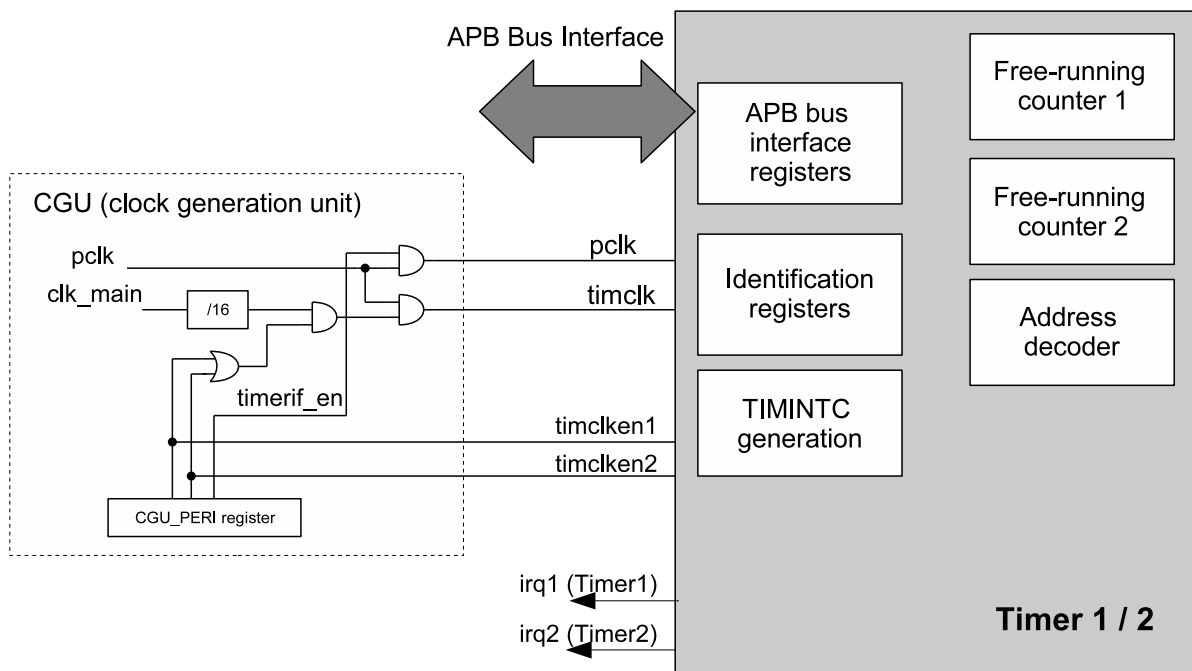 APB Bus Interface
CGU (clock generation unit)
pclk
clk_main
/16
timerif_en
CGU_PERI register
pclk
timclk
timclken1
timclken2
irq1 (Timer1)
irq2 (Timer2)
APB bus
interface
registers
Identification
registers
TIMINTC
generation
Free-running
counter 1
Free-running
counter 2
Address
decoder
Timer 1 / 2